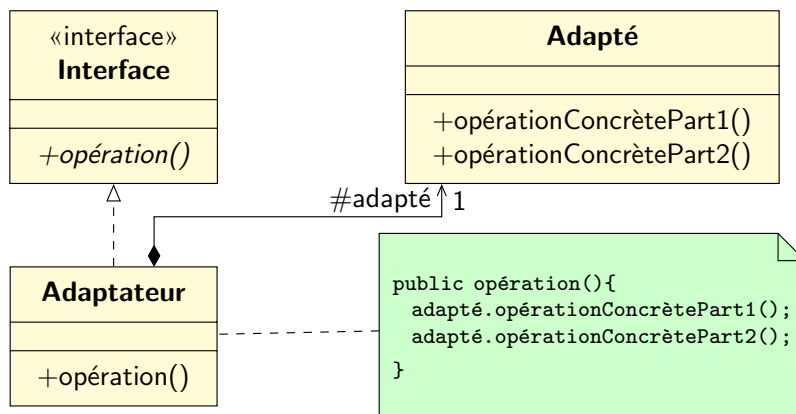 «interface»
Interface
+opération()
Adapté
+opérationConcrètePart1()
+opérationConcrètePart2()
#adapté 1
Adaptateur
+opération()
public opération(){
adapté.opérationConcrètePart1();
adapté.opérationConcrètePart2();
}